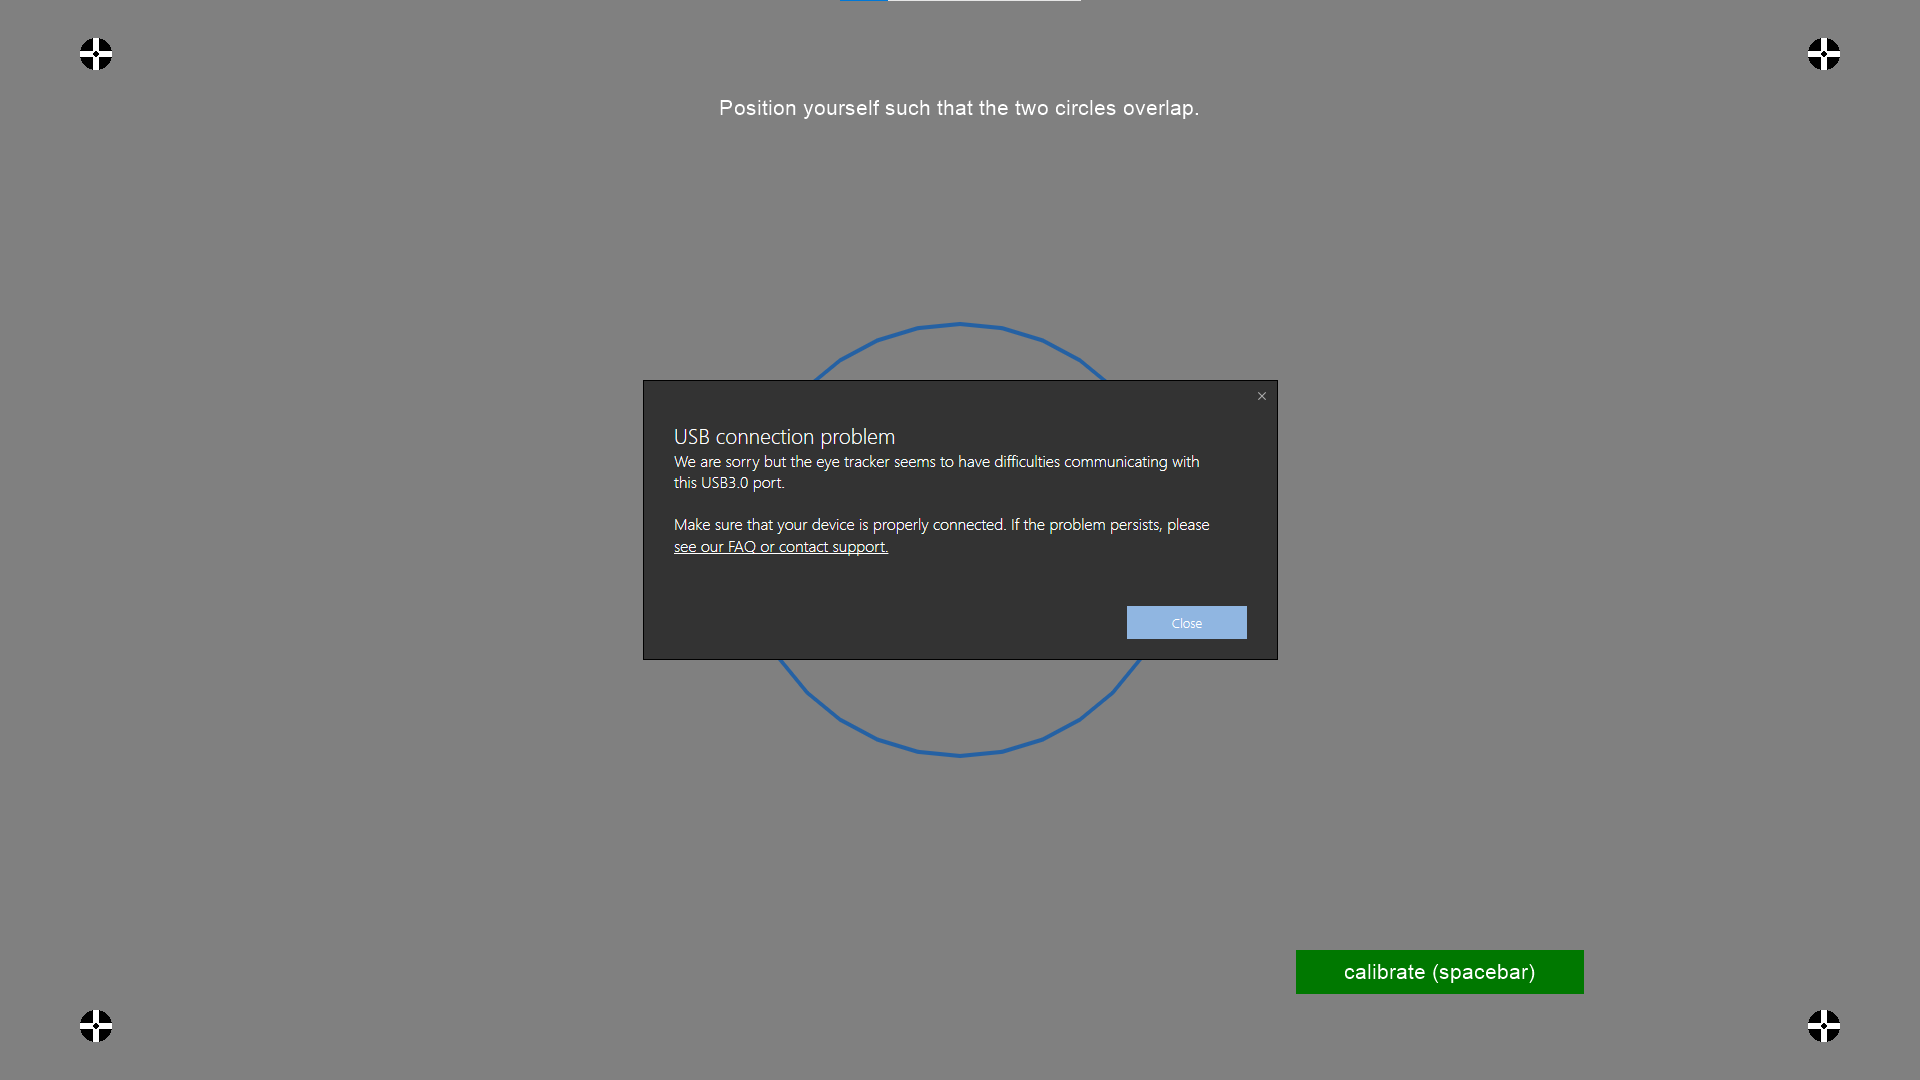 Position yourself such that the two circles overlap.
USB connection problem
We are sorry but the eye tracker seems to have difficulties communicating with
this USB3.0 port.
Make sure that your device is properly connected. If the problem persists, please
see our FAQ or contact support.
Close
calibrate (spacebar)